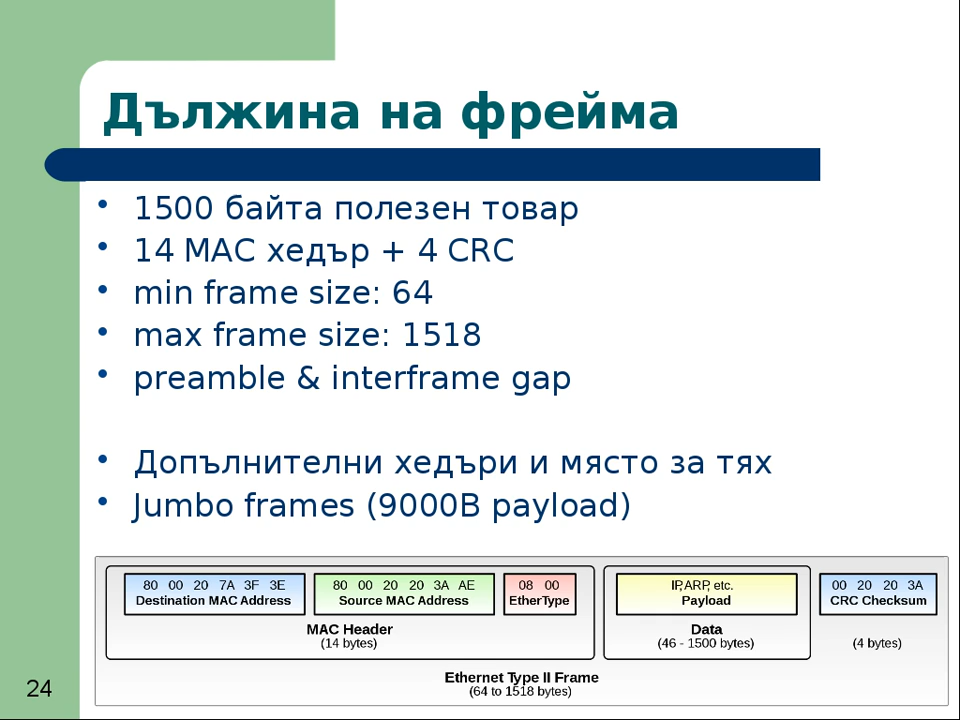 Дължина на фрейма
• 1500 байта полезен товар
• 14 MAC хедър + 4 CRC
• min frame size: 64
• max frame size: 1518
• preamble & interframe gap
• Допълнителни хедъри и място за тях
• Jumbo frames (9000B payload)
80 00 20 7A 3F 3E
Destination MAC Address
80 00 20 20 3A AE
Source MAC Address
08 00
EtherType
IP, ARP, etc.
Payload
00 20 20 3A
CRC Checksum
MAC Header
(14 bytes)
Data
(46 - 1500 bytes)
(4 bytes)
Ethernet Type II Frame
(64 to 1518 bytes)
24